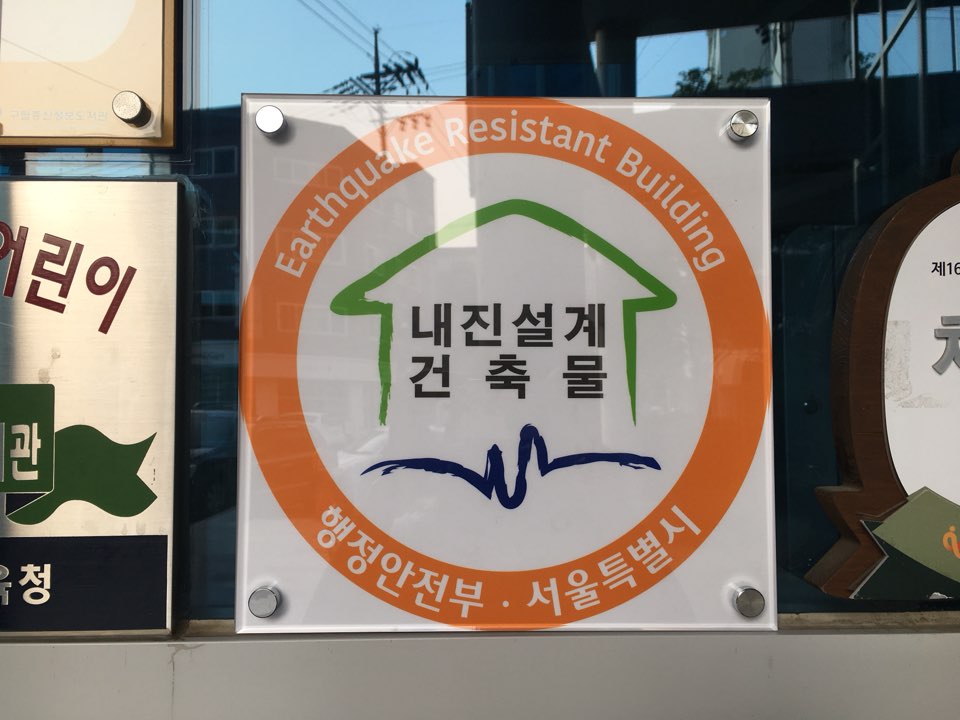 Earthquake Resistant Building
내진설계
건축물
행정안전부 · 서울특별시
어린이
관
청
제16